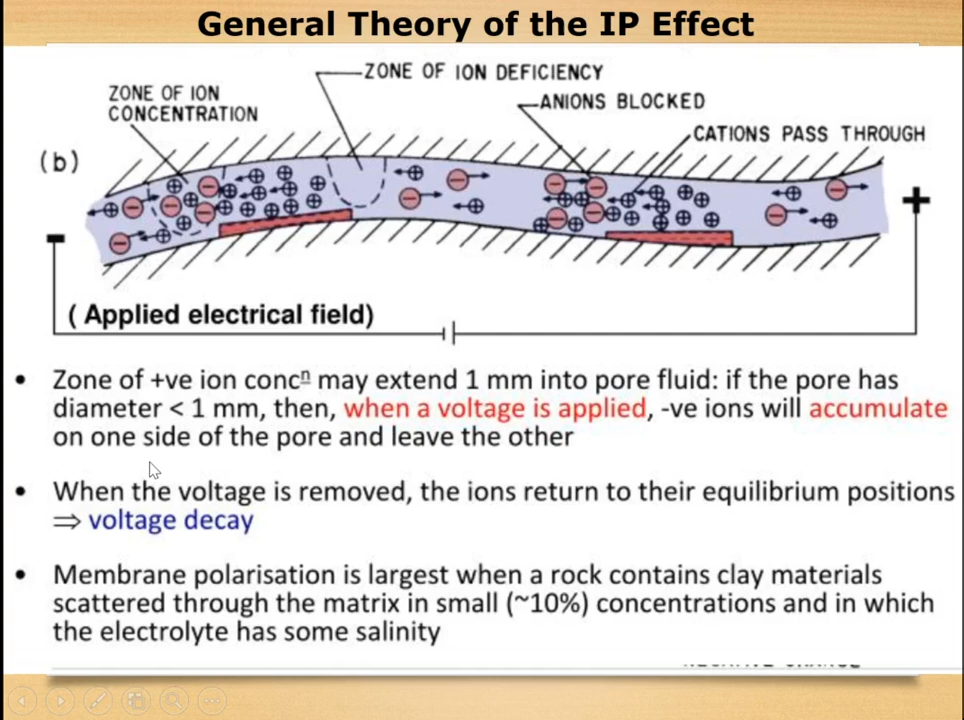 General Theory of the IP Effect
ZONE OF ION DEFICIENCY
ZONE OF ION
CONCENTRATION
ANIONS BLOCKED
CATIONS PASS THROUGH
(b)
( Applied electrical field)
• Zone of +ve ion concⁿ may extend 1 mm into pore fluid: if the pore has
diameter < 1 mm, then, when a voltage is applied, -ve ions will accumulate
on one side of the pore and leave the other
• When the voltage is removed, the ions return to their equilibrium positions
⇒ voltage decay
• Membrane polarisation is largest when a rock contains clay materials
scattered through the matrix in small (~10%) concentrations and in which
the electrolyte has some salinity